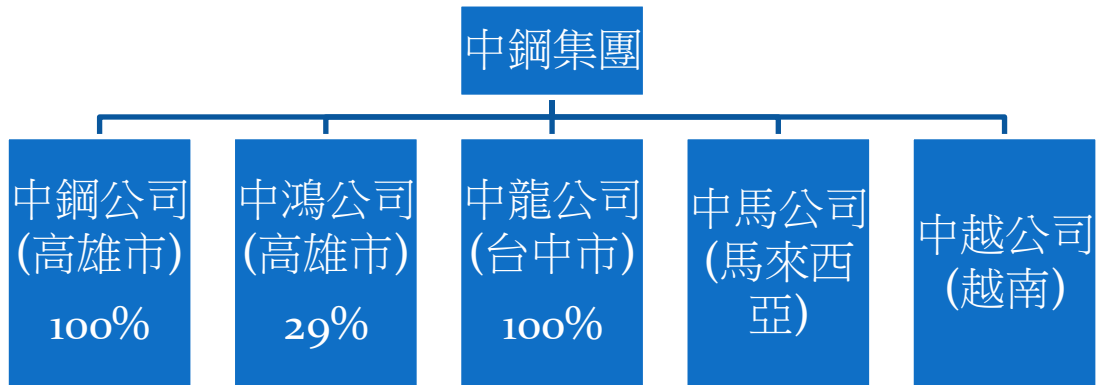 中鋼集團
中鋼公司
(高雄市)
100%
中鴻公司
(高雄市)
29%
中龍公司
(台中市)
100%
中馬公司
(馬來西
亞)
中越公司
(越南)